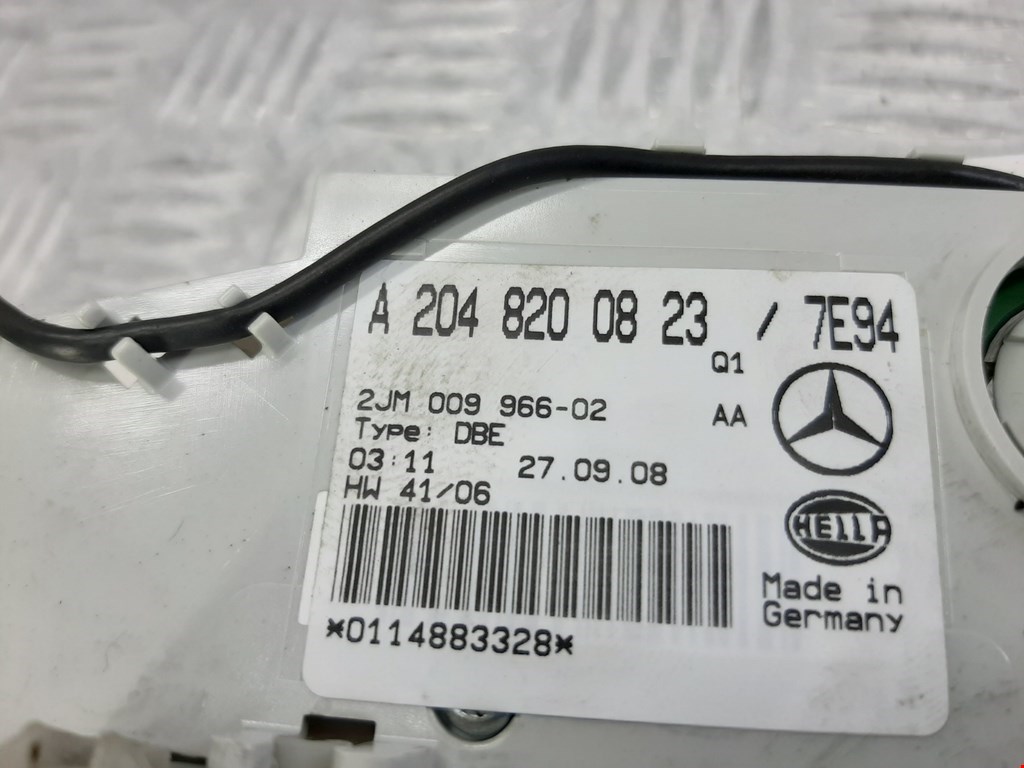 A 204 820 08 23 / 7E94
Q1
2JM 009 966-02
AA
Type: DBE
03:11 27.09.08
HW 41/06
HELLA
Made in
Germany
*0114883328*